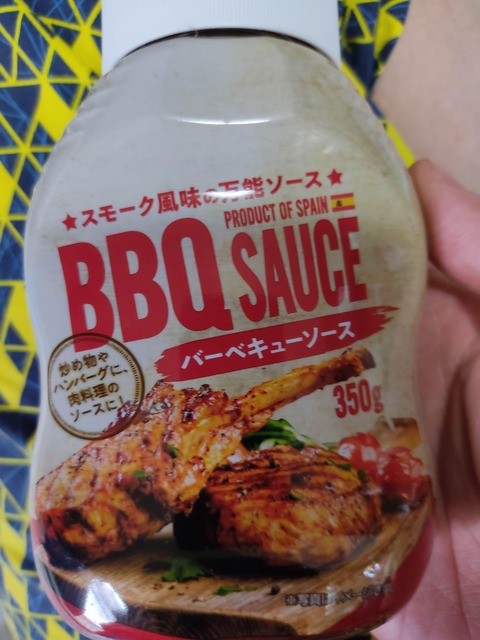 ★スモーク風味の万能ソース★
PRODUCT OF SPAIN
BBQ SAUCE
バーベキューソース
炒め物や
ハンバーグに、
肉料理の
ソースに!
350g